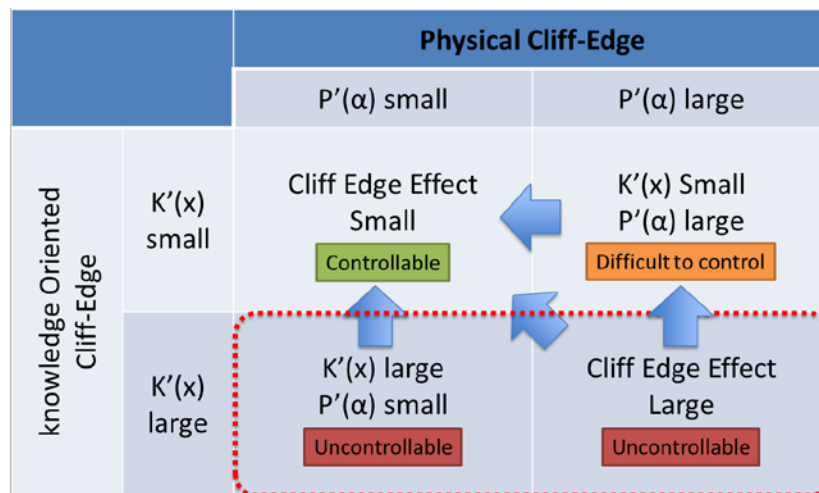 Physical Cliff-Edge
P’(α) small
P’(α) large
knowledge Oriented
Cliff-Edge
K’(x)
small
Cliff Edge Effect
Small
Controllable
K’(x) Small
P’(α) large
Difficult to control
K’(x)
large
K’(x) large
P’(α) small
Uncontrollable
Cliff Edge Effect
Large
Uncontrollable